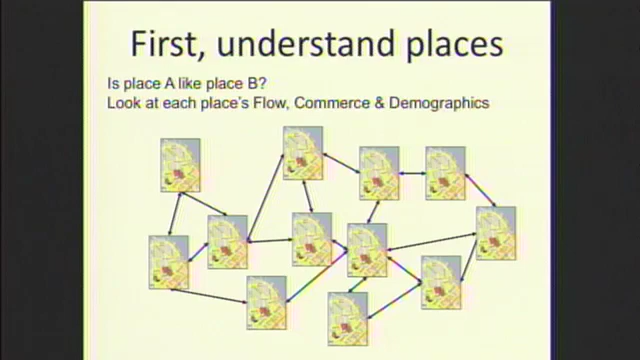 First, understand places
Is place A like place B?
Look at each place's Flow, Commerce & Demographics